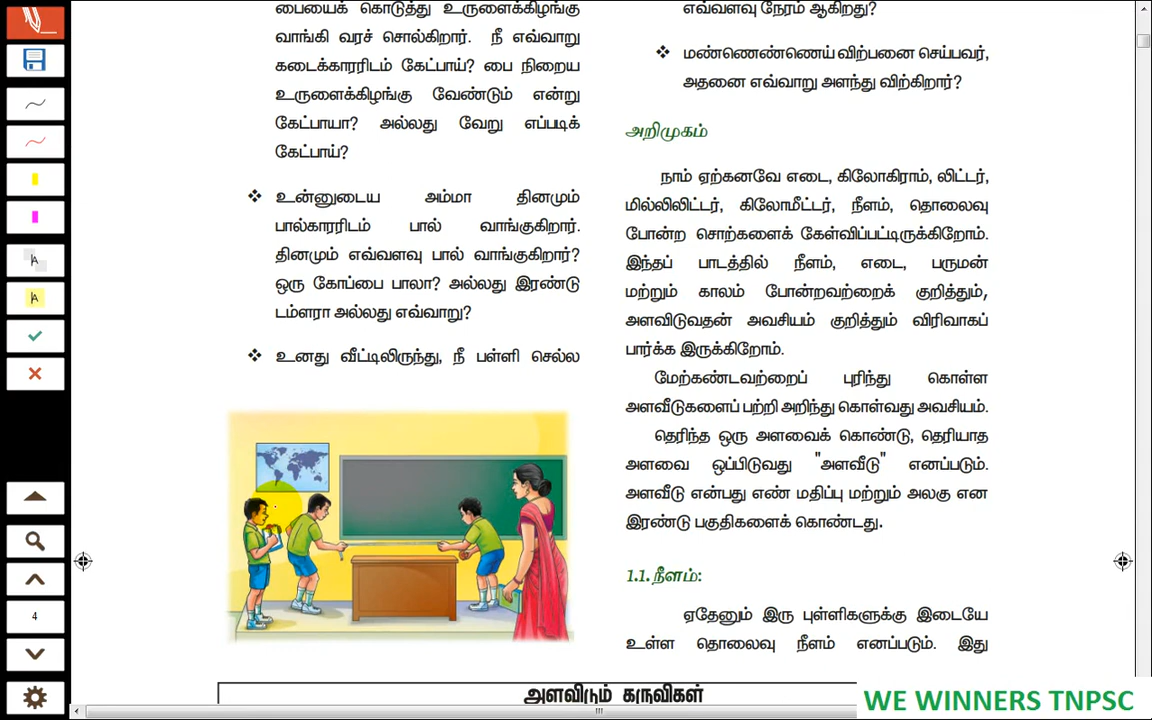 பையைக் கொடுத்து உருளைக்கிழங்கு
வாங்கி வரச் சொல்கிறார். நீ எவ்வாறு
கடைக்காரரிடம் கேட்பாய்? பை நிறைய
உருளைக்கிழங்கு வேண்டும் என்று
கேட்பாயா? அல்லது வேறு எப்படிக்
கேட்பாய்?
❖ உன்னுடைய அம்மா தினமும்
பால்காரரிடம் பால் வாங்குகிறார்.
தினமும் எவ்வளவு பால் வாங்குகிறார்?
ஒரு கோப்பை பாலா? அல்லது இரண்டு
டம்ளரா அல்லது எவ்வாறு?
❖ உனது வீட்டிலிருந்து, நீ பள்ளி செல்ல
எவ்வளவு நேரம் ஆகிறது?
❖ மண்ணெண்ணெய் விற்பனை செய்பவர்,
அதனை எவ்வாறு அளந்து விற்கிறார்?
அறிமுகம்
நாம் ஏற்கனவே எடை, கிலோகிராம், லிட்டர்,
மில்லிலிட்டர், கிலோமீட்டர், நீளம், தொலைவு
போன்ற சொற்களைக் கேள்விப்பட்டிருக்கிறோம்.
இந்தப் பாடத்தில் நீளம், எடை, பருமன்
மற்றும் காலம் போன்றவற்றைக் குறித்தும்,
அளவிடுவதன் அவசியம் குறித்தும் விரிவாகப்
பார்க்க இருக்கிறோம்.
மேற்கண்டவற்றைப் புரிந்து கொள்ள
அளவீடுகளைப் பற்றி அறிந்து கொள்வது அவசியம்.
தெரிந்த ஒரு அளவைக் கொண்டு, தெரியாத
அளவை ஒப்பிடுவது "அளவீடு" எனப்படும்.
அளவீடு என்பது எண் மதிப்பு மற்றும் அலகு என
இரண்டு பகுதிகளைக் கொண்டது.
1.1. நீளம்:
ஏதேனும் இரு புள்ளிகளுக்கு இடையே
உள்ள தொலைவு நீளம் எனப்படும். இது
அளவிடும் கருவிகள்
WE WINNERS TNPSC
A
A
4